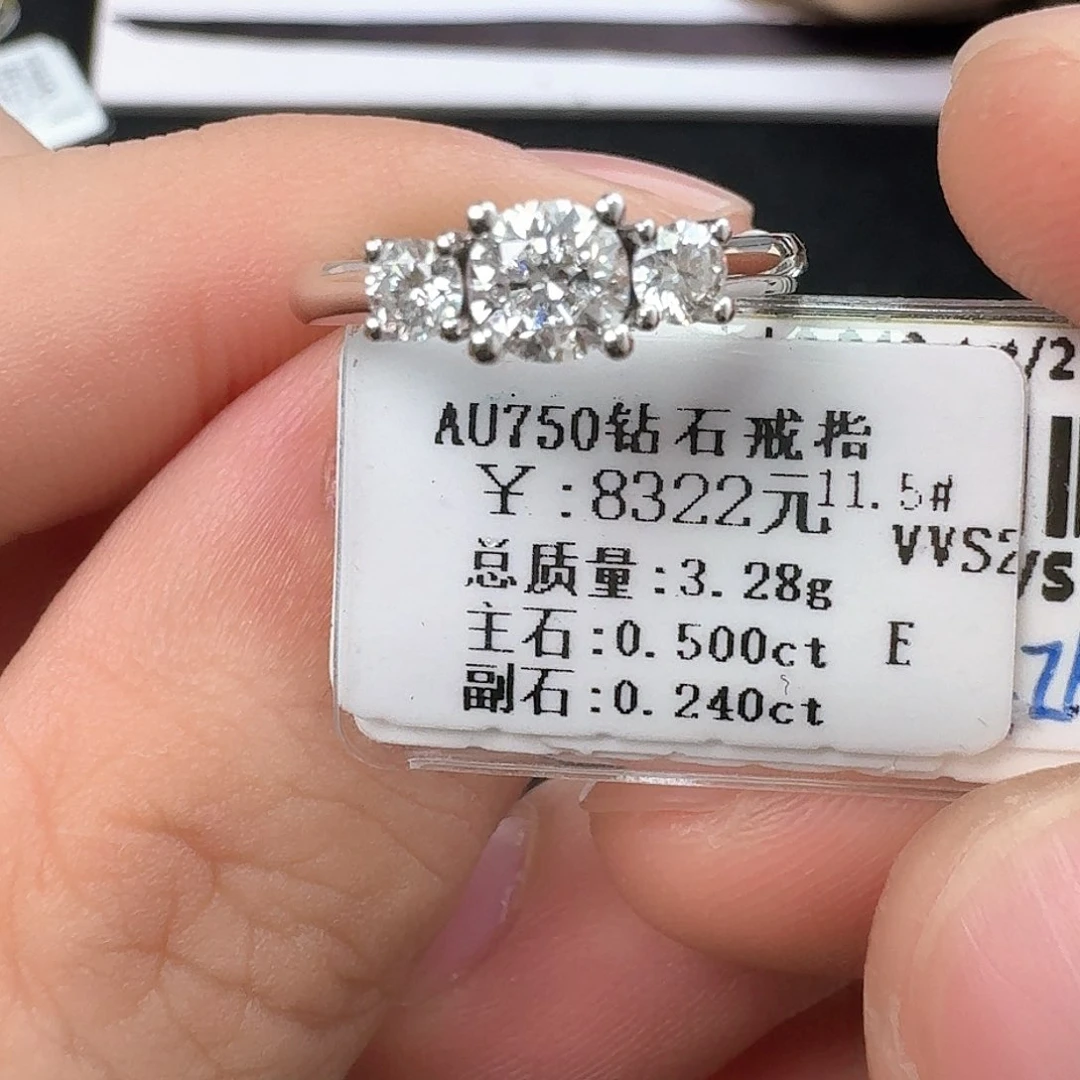 AU750钻石戒指
￥:8322元 11.5#
VVS2
总质量:3.28g
主石:0.500ct E
副石:0.240ct